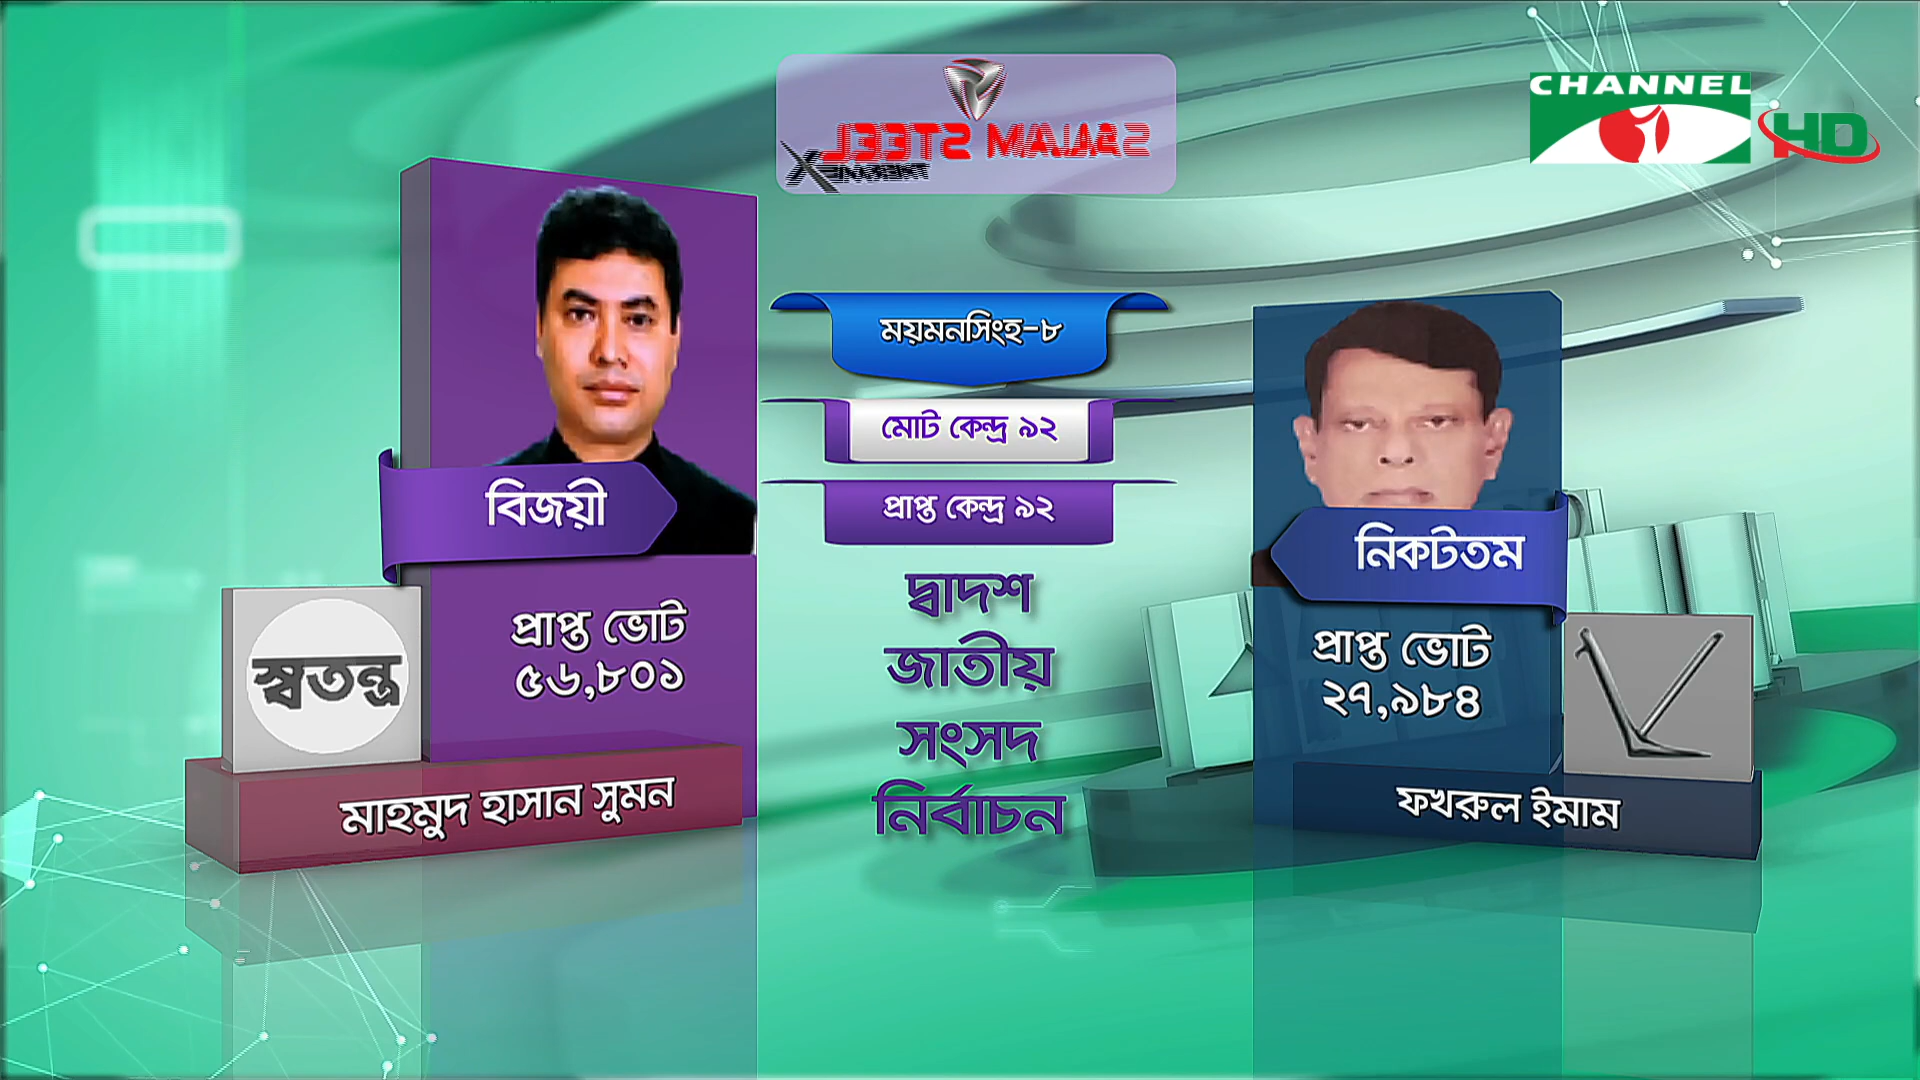 SALAM STEEL
CHANNEL
HD
ময়মনসিংহ-৮
মোট কেন্দ্র ৯২
প্রাপ্ত কেন্দ্র ৯২
বিজয়ী
প্রাপ্ত ভোট
৫৬,৮০১
স্বতন্ত্র
মাহমুদ হাসান সুমন
দ্বাদশ
জাতীয়
সংসদ
নির্বাচন
নিকটতম
প্রাপ্ত ভোট
২৭,৯৮৪
ফখরুল ইমাম